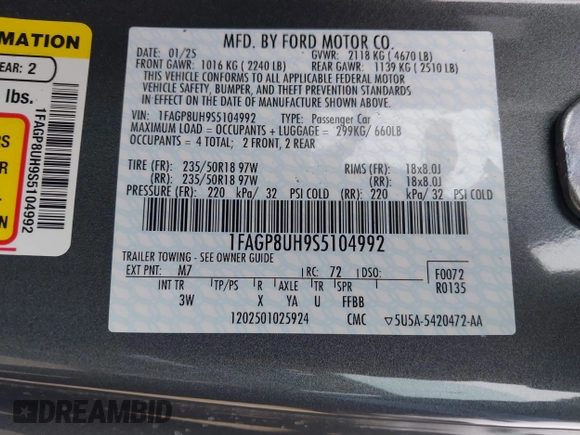 MFD. BY FORD MOTOR CO.
DATE: 01/25 GVWR: 2118 KG ( 4670 LB)
FRONT GAWR: 1016 KG ( 2240 LB) REAR GAWR: 1139 KG ( 2510 LB)
THIS VEHICLE CONFORMS TO ALL APPLICABLE FEDERAL MOTOR
VEHICLE SAFETY, BUMPER, AND THEFT PREVENTION STANDARDS
IN EFFECT ON THE DATE OF MANUFACTURE SHOWN ABOVE.
VIN: 1FAGP8UH9S5104992 TYPE: Passenger Car
MAXIMUM LOAD = OCCUPANTS + LUGGAGE = 299KG/ 660LB
OCCUPANTS = 4 TOTAL; 2 FRONT, 2 REAR
TIRE (FR): 235/50R18 97W RIMS (FR): 18x8.0J
(RR): 235/50R18 97W (RR): 18x8.0J
PRESSURE (FR): 220 kPa/ 32 PSI COLD (RR): 220 kPa/ 32 PSI COLD
1FAGP8UH9S5104992
TRAILER TOWING - SEE OWNER GUIDE
EXT PNT: M7 RC: 72 DSO: F0072
R0135
INT TR TP/PS R AXLE TR SPR
3W X YA U FFBB
1202501025924 CMC ▽5U5A-5420472-AA
MATION
EAR: 2
lbs.
1FAGP8UH9S5104992
R
ER
ON
DREAMBID